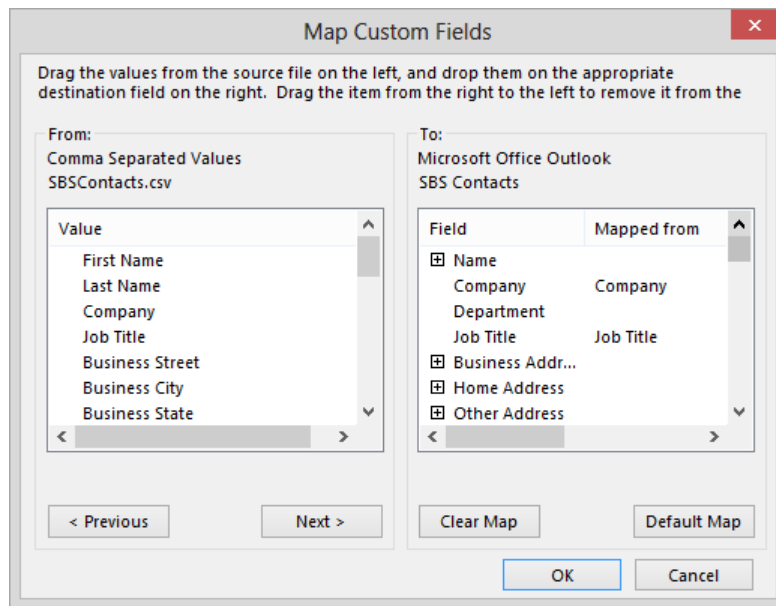 Map Custom Fields
Drag the values from the source file on the left, and drop them on the appropriate
destination field on the right. Drag the item from the right to the left to remove it from the
From:
Comma Separated Values
SBSContacts.csv
Value
First Name
Last Name
Company
Job Title
Business Street
Business City
Business State
< Previous
Next >
To:
Microsoft Office Outlook
SBS Contacts
Field Mapped from
Name
Company Company
Department
Job Title Job Title
Business Addr...
Home Address
Other Address
Clear Map
Default Map
OK
Cancel